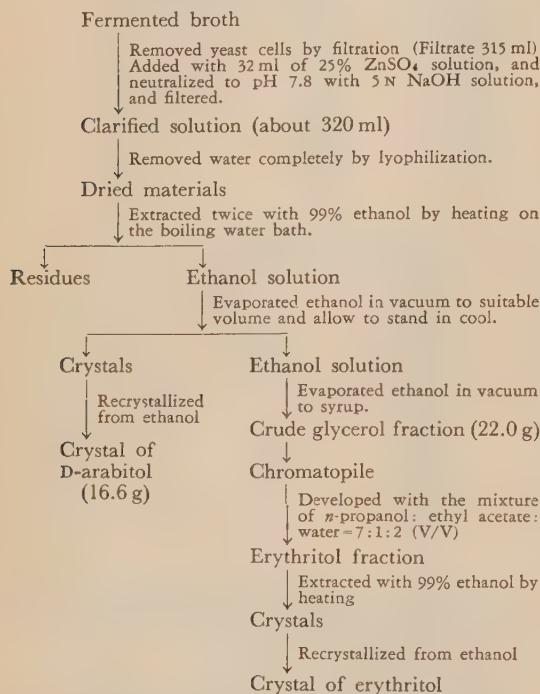 Fermented broth
Removed yeast cells by filtration (Filtrate 315 ml)
Added with 32 ml of 25% ZnSO₄ solution, and
neutralized to pH 7.8 with 5 N NaOH solution,
and filtered.
Clarified solution (about 320 ml)
Removed water completely by lyophilization.
Dried materials
Extracted twice with 99% ethanol by heating on
the boiling water bath.
Residues
Ethanol solution
Evaporated ethanol in vacuum to suitable
volume and allow to stand in cool.
Crystals
Recrystallized
from ethanol
Crystal of
D-arabitol
(16.6 g)
Ethanol solution
Evaporated ethanol in vacuum
to syrup.
Crude glycerol fraction (22.0 g)
Chromatopile
Developed with the mixture
of n-propanol: ethyl acetate:
water=7:1:2 (V/V)
Erythritol fraction
Extracted with 99% ethanol by
heating
Crystals
Recrystallized from ethanol
Crystal of erythritol